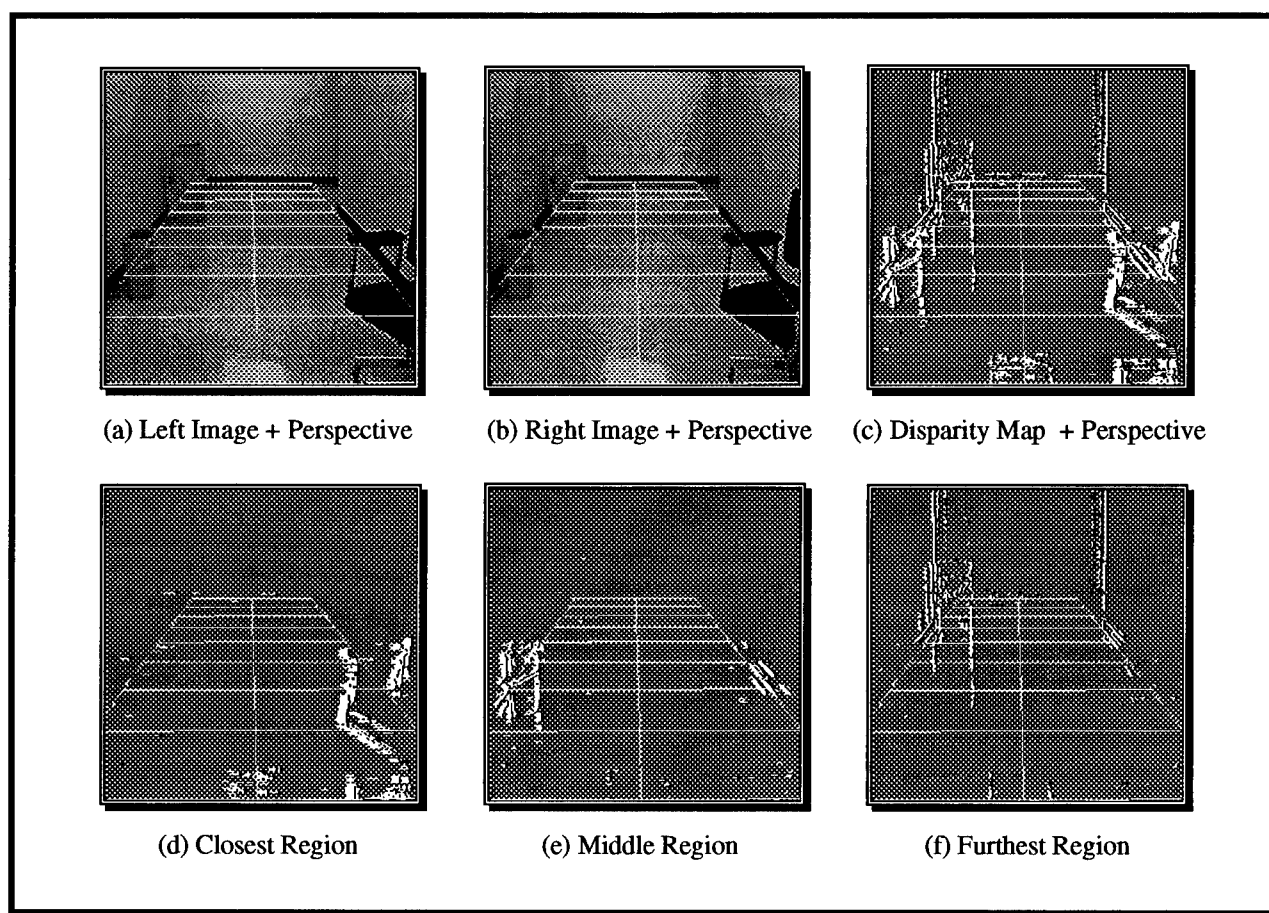 (a) Left Image + Perspective
(b) Right Image + Perspective
(c) Disparity Map + Perspective
(d) Closest Region
(e) Middle Region
(f) Furthest Region